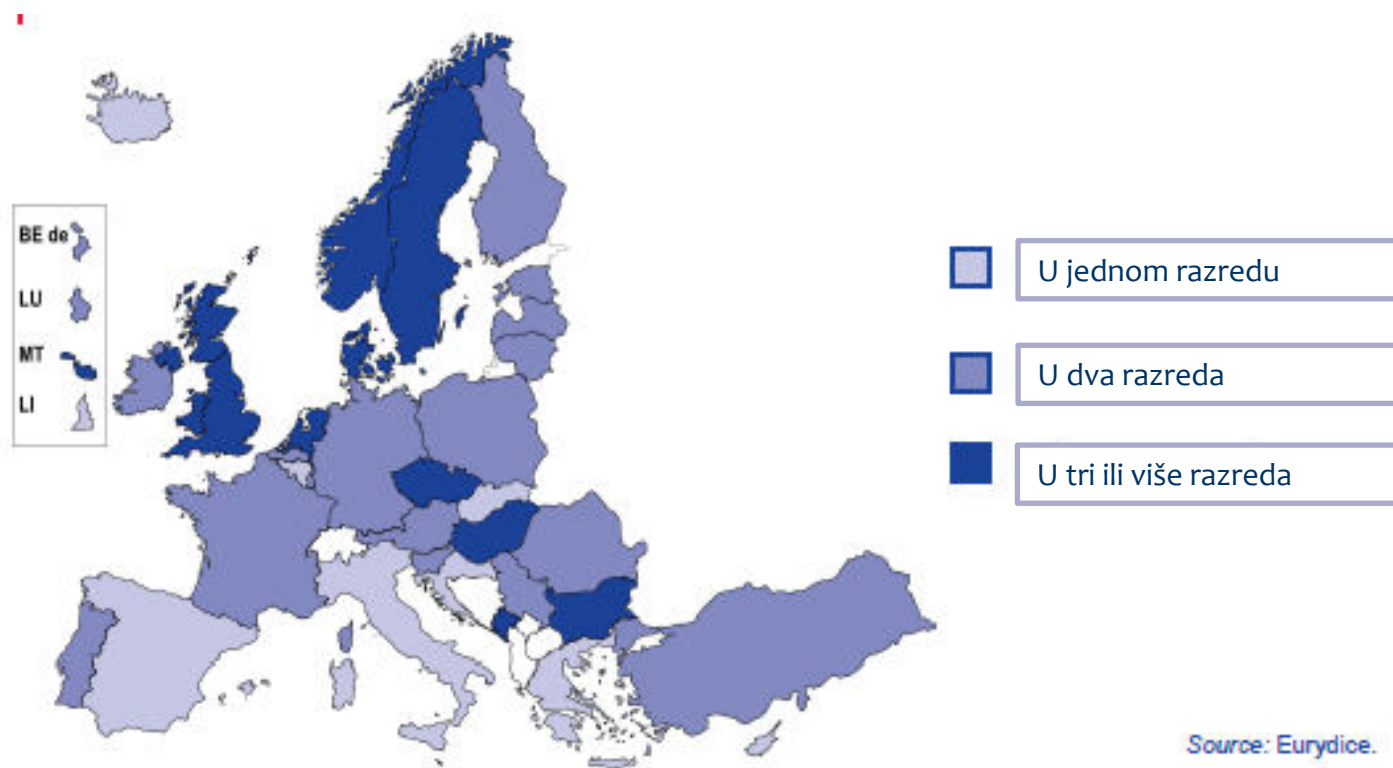 BE de
LU
MT
LI
U jednom razredu
U dva razreda
U tri ili više razreda
Source: Eurydice.